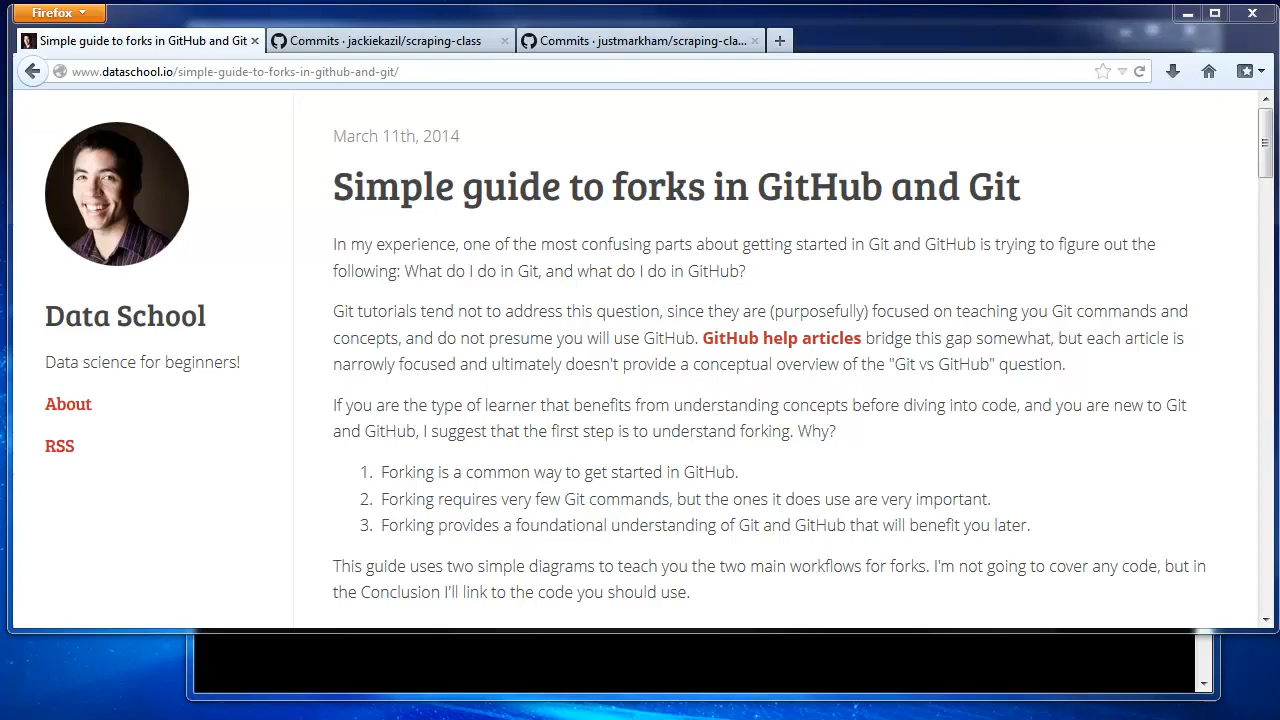 Firefox
Simple guide to forks in GitHub and Git
Commits · jackiekazil/scraping-class
Commits · justmarkham/scraping-cla...
www.dataschool.io/simple-guide-to-forks-in-github-and-git/
March 11th, 2014
Simple guide to forks in GitHub and Git
In my experience, one of the most confusing parts about getting started in Git and GitHub is trying to figure out the
following: What do I do in Git, and what do I do in GitHub?
Git tutorials tend not to address this question, since they are (purposefully) focused on teaching you Git commands and
concepts, and do not presume you will use GitHub. GitHub help articles bridge this gap somewhat, but each article is
narrowly focused and ultimately doesn't provide a conceptual overview of the "Git vs GitHub" question.
If you are the type of learner that benefits from understanding concepts before diving into code, and you are new to Git
and GitHub, I suggest that the first step is to understand forking. Why?
1. Forking is a common way to get started in GitHub.
2. Forking requires very few Git commands, but the ones it does use are very important.
3. Forking provides a foundational understanding of Git and GitHub that will benefit you later.
This guide uses two simple diagrams to teach you the two main workflows for forks. I'm not going to cover any code, but in
the Conclusion I'll link to the code you should use.
Data School
Data science for beginners!
About
RSS